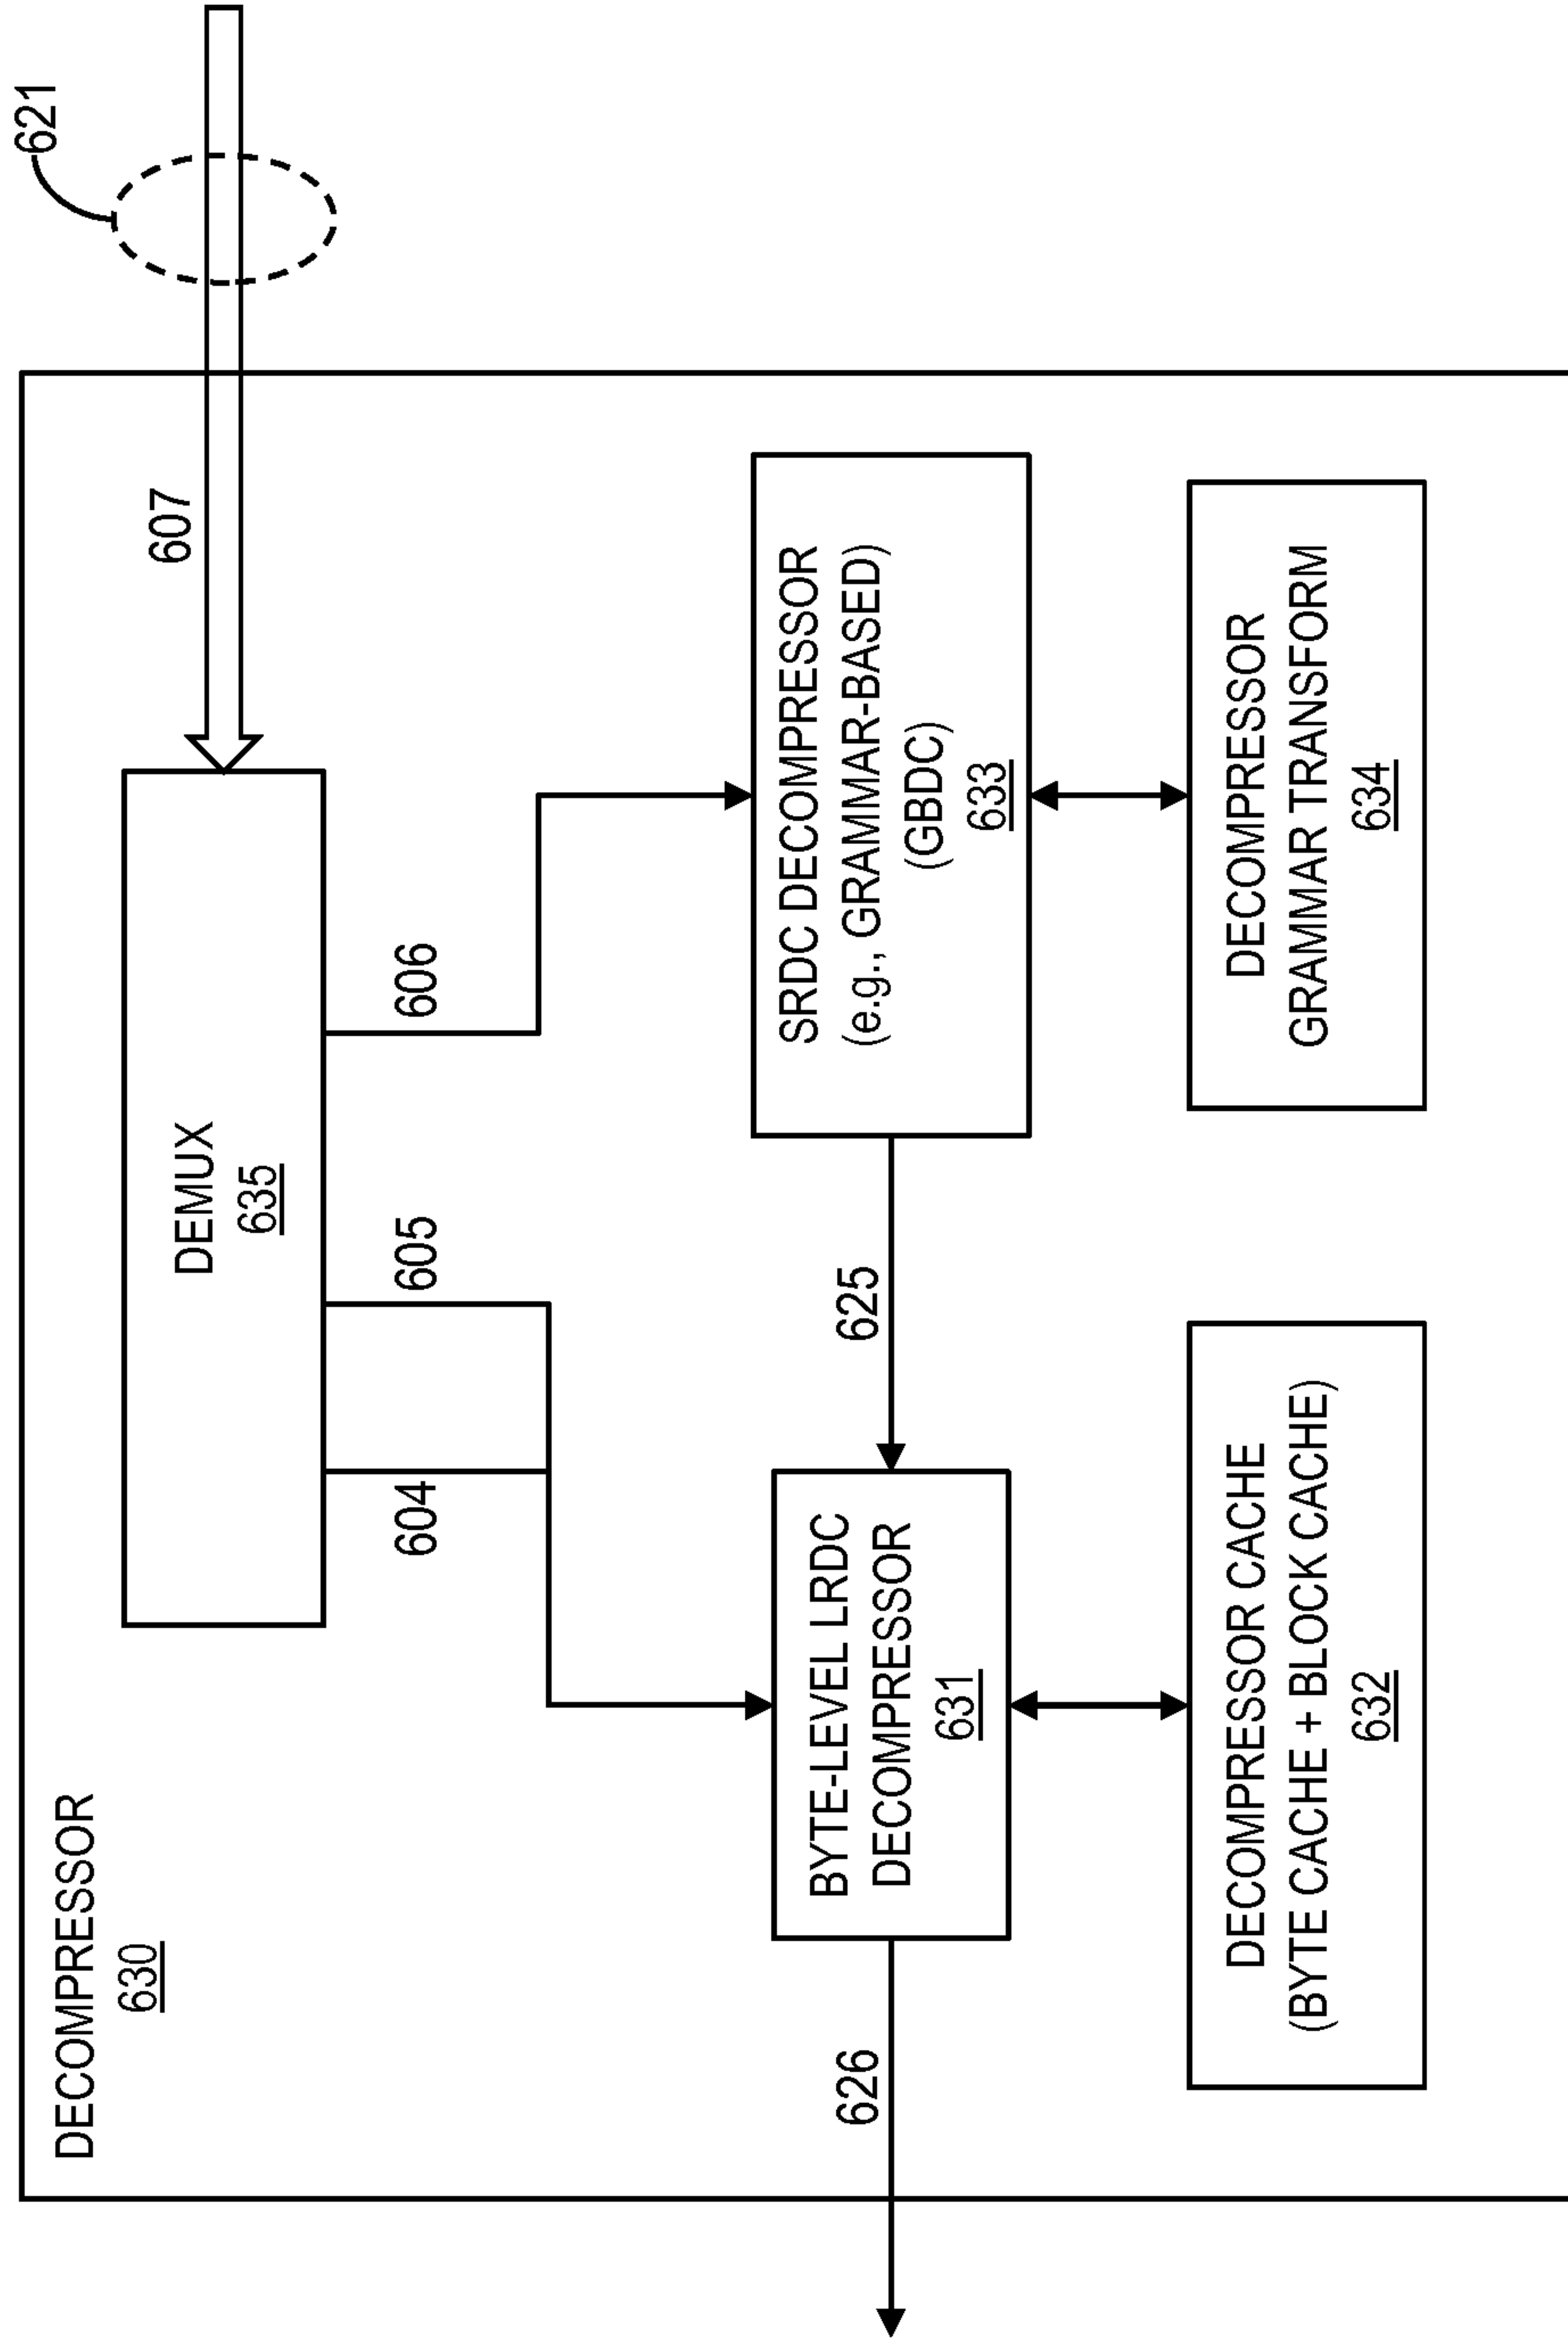 DECOMPRESSOR
630
621
607
DEMUX
635
604
605
606
BYTE-LEVEL LRDC
DECOMPRESSOR
631
625
626
SRDC DECOMPRESSOR
(e.g., GRAMMAR-BASED)
(GBDC)
633
DECOMPRESSOR CACHE
(BYTE CACHE + BLOCK CACHE)
632
DECOMPRESSOR
GRAMMAR TRANSFORM
634